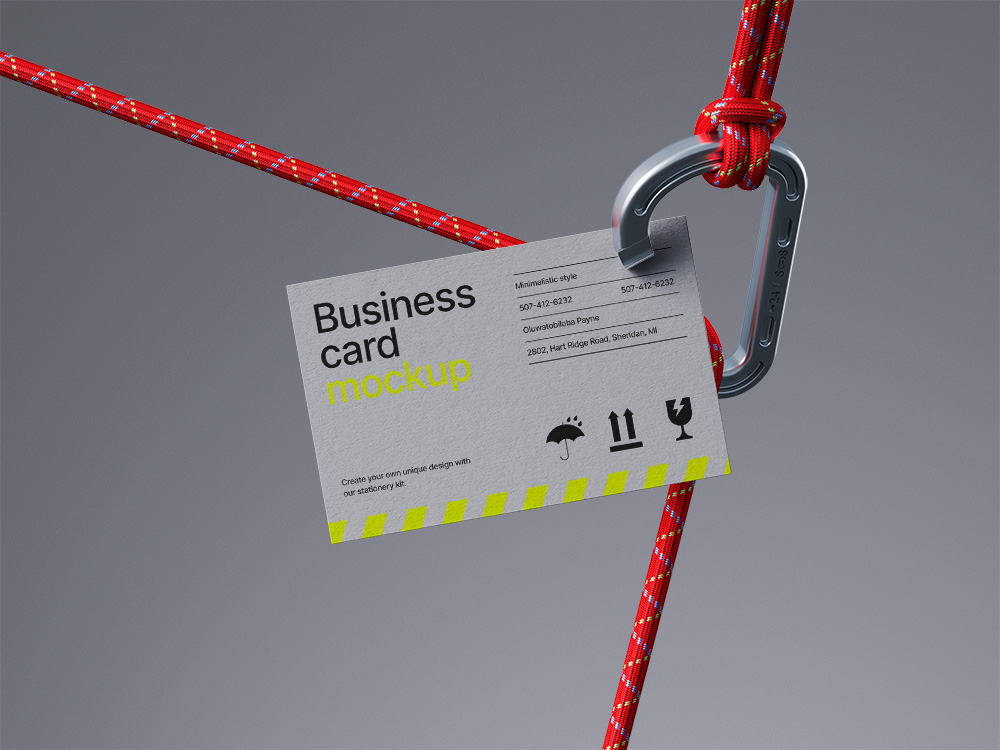 Business
card
mockup
Minimalistic style
507-412-6232 507-412-6232
Oluwatobiloba Payne
2802, Hart Ridge Road, Sheridan, MI
Create your own unique design with
our stationery kit.